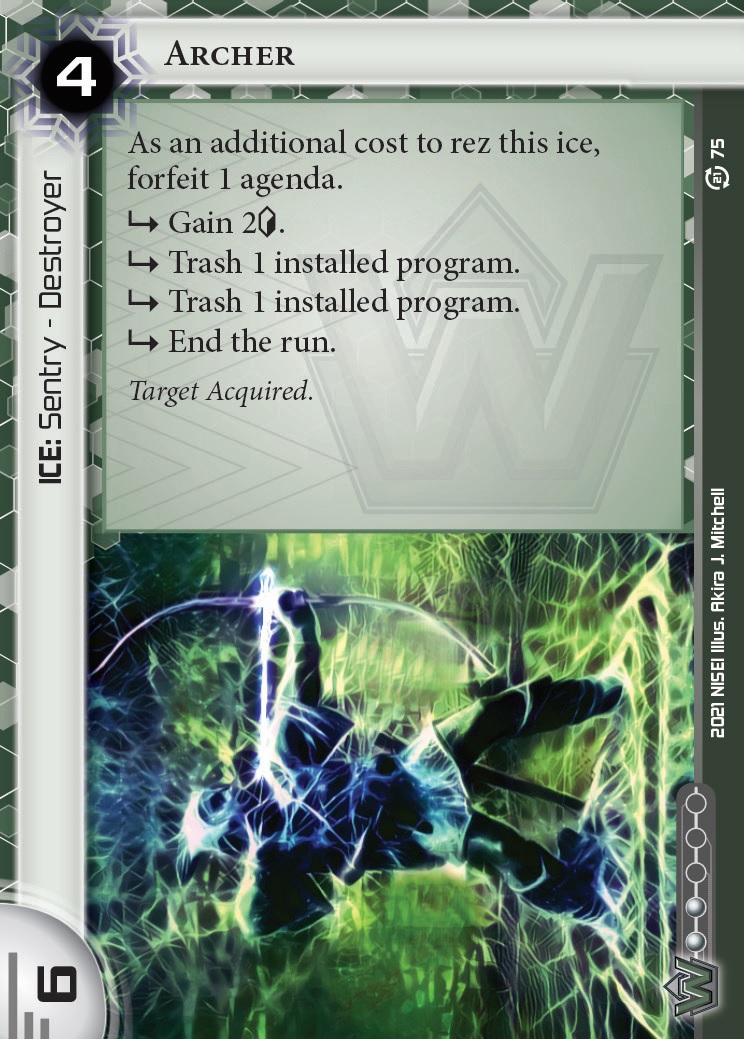 4
Archer
As an additional cost to rez this ice,
forfeit 1 agenda.
↳ Gain 2.
↳ Trash 1 installed program.
↳ Trash 1 installed program.
↳ End the run.
Target Acquired.
ICE: Sentry - Destroyer
6
21 75
2021 NISEI Illus. Akira J. Mitchell
W